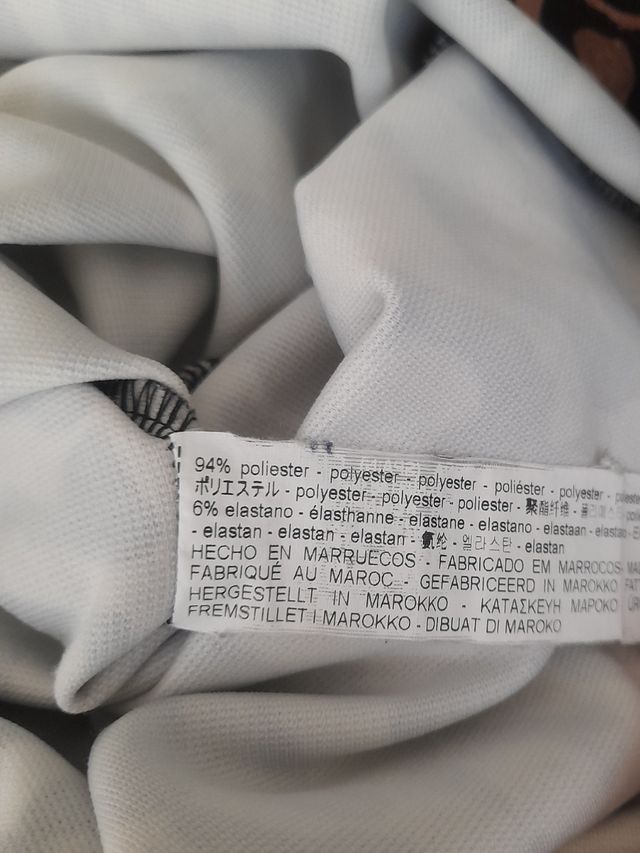 94% poliester - polyester - polyester - poliéster - polyester -
ポリエステル - polyester - polyester - poliester - 聚酯纤维 -
6% elastano - élasthanne - elastane - elastano - elastaan - elastan
- elastan - elastan - elastan - 氨纶 - 엘라스탄 - elastan
HECHO EN MARRUECOS - FABRICADO EM MARROCOS
FABRIQUÉ AU MAROC - GEFABRICEERD IN MAROKKO
HERGESTELLT IN MAROKKO - ΚΑΤΑΣΚΕΥΗ ΜΑΡΟΚΟ
FREMSTILLET I MAROKKO - DIBUAT DI MAROKO